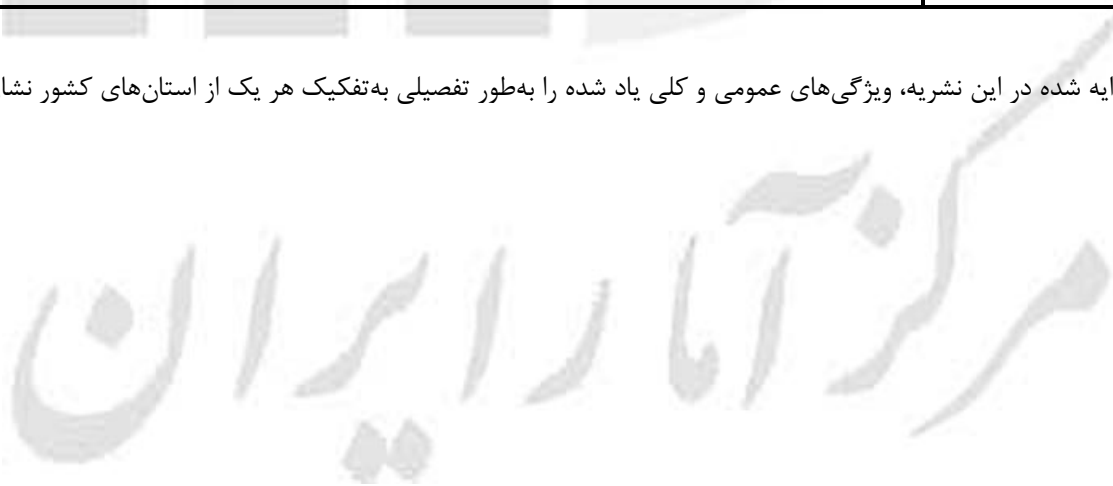 ایه شده در این نشریه، ویژگی‌های عمومی و کلی یاد شده را به‌طور تفصیلی به‌تفکیک هر یک از استان‌های کشور نشا
مرکز آمار ایران